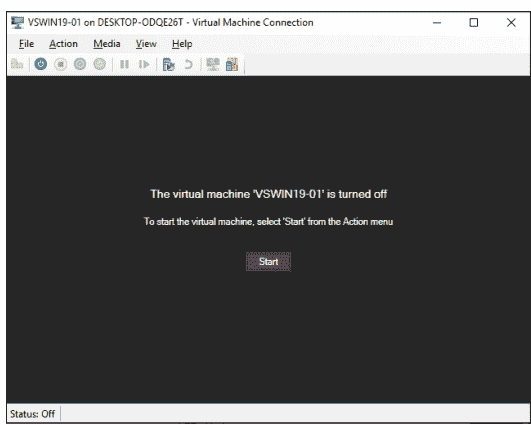 VSWIN19-01 on DESKTOP-ODQE26T - Virtual Machine Connection
File Action Media View Help
The virtual machine 'VSWIN19-01' is turned off
To start the virtual machine, select 'Start' from the Action menu
Start
Status: Off